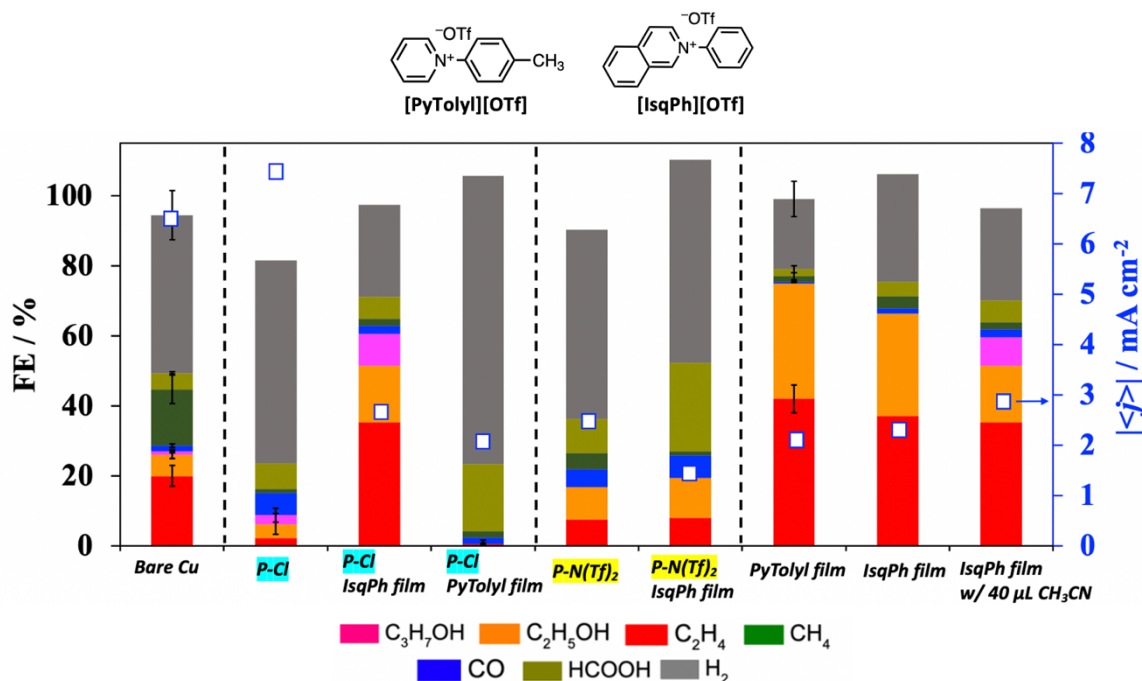 ⁻OTf
⁻OTf
N⁺
CH₃
N⁺
[PyTolyl][OTf]
[IsqPh][OTf]
FE / %
100
80
60
40
20
0
8
7
6
5
4
3
2
1
0
|<j>| / mA cm⁻²
Bare Cu
P-Cl
P-Cl
IsqPh film
P-Cl
PyTolyl film
P-N(Tf)₂
P-N(Tf)₂
IsqPh film
PyTolyl film
IsqPh film
IsqPh film
w/ 40 μL CH₃CN
C₃H₇OH
C₂H₅OH
C₂H₄
CH₄
CO
HCOOH
H₂